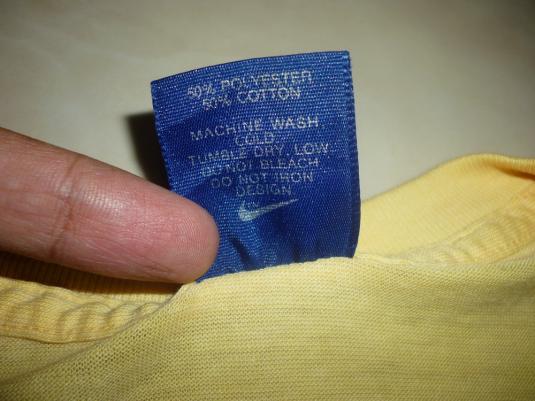 50% POLYESTER
50% COTTON
MACHINE WASH
COLD,
TUMBLE DRY, LOW
DO NOT BLEACH
DO NOT IRON
DESIGN